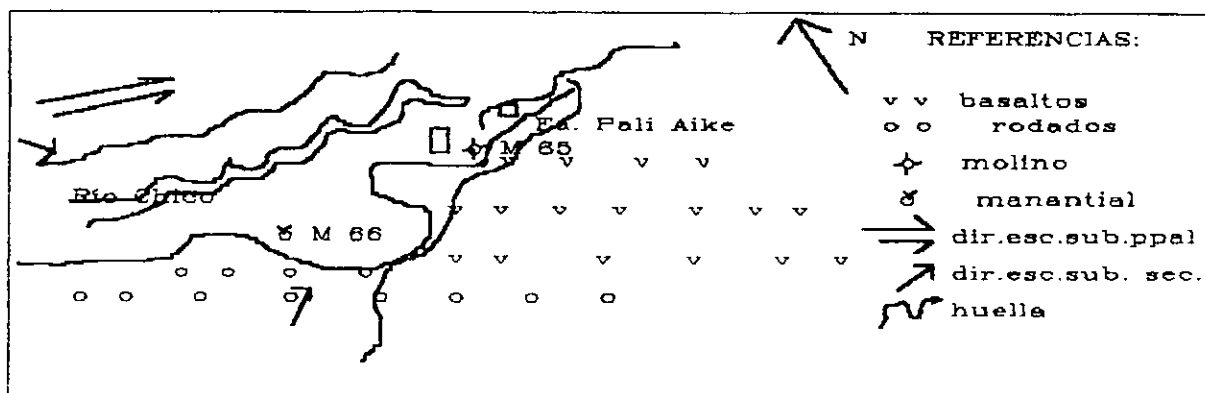 N REFERENCIAS:
basaltos
rodados
molino
manantial
dir.esc.sub.ppal
dir.esc.sub. sec.
huella
Ea. Pali Aike
M 65
Rio Chico
M 66